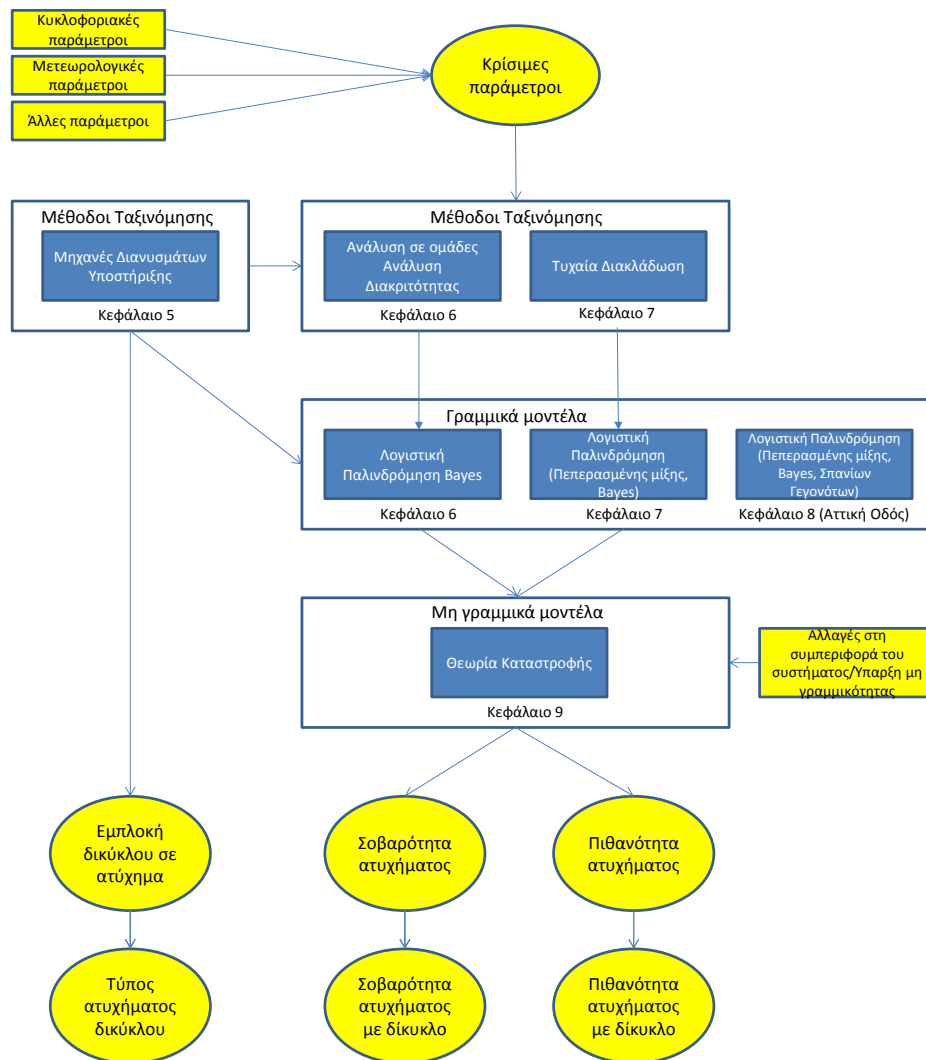 Κυκλοφοριακές
παράμετροι
Μετεωρολογικές
παράμετροι
Άλλες παράμετροι
Κρίσιμες
παράμετροι
Μέθοδοι Ταξινόμησης
Μηχανές Διανυσμάτων
Υποστήριξης
Κεφάλαιο 5
Μέθοδοι Ταξινόμησης
Ανάλυση σε ομάδες
Ανάλυση
Διακριτότητας
Κεφάλαιο 6
Τυχαία Διακλάδωση
Κεφάλαιο 7
Γραμμικά μοντέλα
Λογιστική
Παλινδρόμηση Bayes
Κεφάλαιο 6
Λογιστική
Παλινδρόμηση
(Πεπερασμένης μίξης,
Bayes)
Κεφάλαιο 7
Λογιστική Παλινδρόμηση
(Πεπερασμένης μίξης,
Bayes, Σπανίων
Γεγονότων)
Κεφάλαιο 8 (Αττική Οδός)
Μη γραμμικά μοντέλα
Θεωρία Καταστροφής
Κεφάλαιο 9
Αλλαγές στη
συμπεριφορά του
συστήματος/Ύπαρξη μη
γραμμικότητας
Εμπλοκή
δικύκλου σε
ατύχημα
Σοβαρότητα
ατυχήματος
Πιθανότητα
ατυχήματος
Τύπος
ατυχήματος
δικύκλου
Σοβαρότητα
ατυχήματος
με δίκυκλο
Πιθανότητα
ατυχήματος
με δίκυκλο